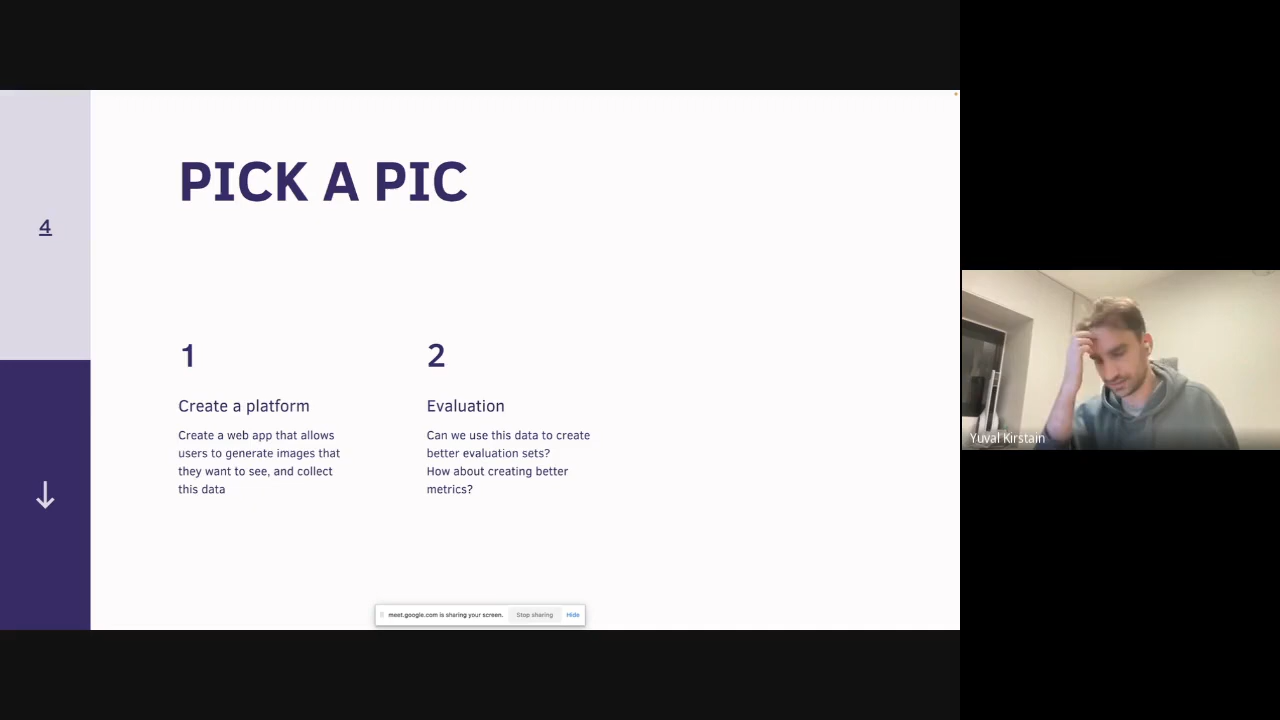 PICK A PIC
4
1
Create a platform
Create a web app that allows
users to generate images that
they want to see, and collect
this data
2
Evaluation
Can we use this data to create
better evaluation sets?
How about creating better
metrics?
meet.google.com is sharing your screen. Stop sharing Hide
Yuval Kirstain